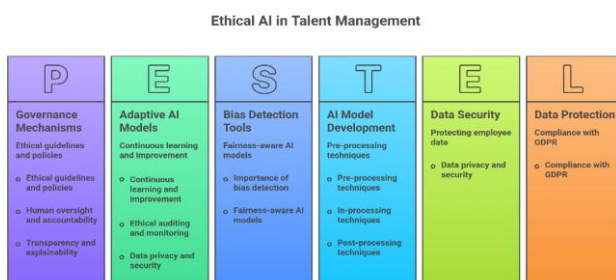 Ethical AI in Talent Management
P
Governance
Mechanisms
Ethical guidelines
and policies
Ethical guidelines
and policies
Human oversight
and accountability
Transparency and
explainability
E
Adaptive AI
Models
Continuous learning
and improvement
Continuous
learning and
improvement
Ethical auditing
and monitoring
Data privacy and
security
S
Bias Detection
Tools
Fairness-aware AI
models
Importance of
bias detection
Fairness-aware AI
models
T
AI Model
Development
Pre-processing
techniques
Pre-processing
techniques
In-processing
techniques
Post-processing
techniques
E
Data Security
Protecting employee
data
Data privacy and
security
L
Data Protection
Compliance with
GDPR
Compliance with
GDPR